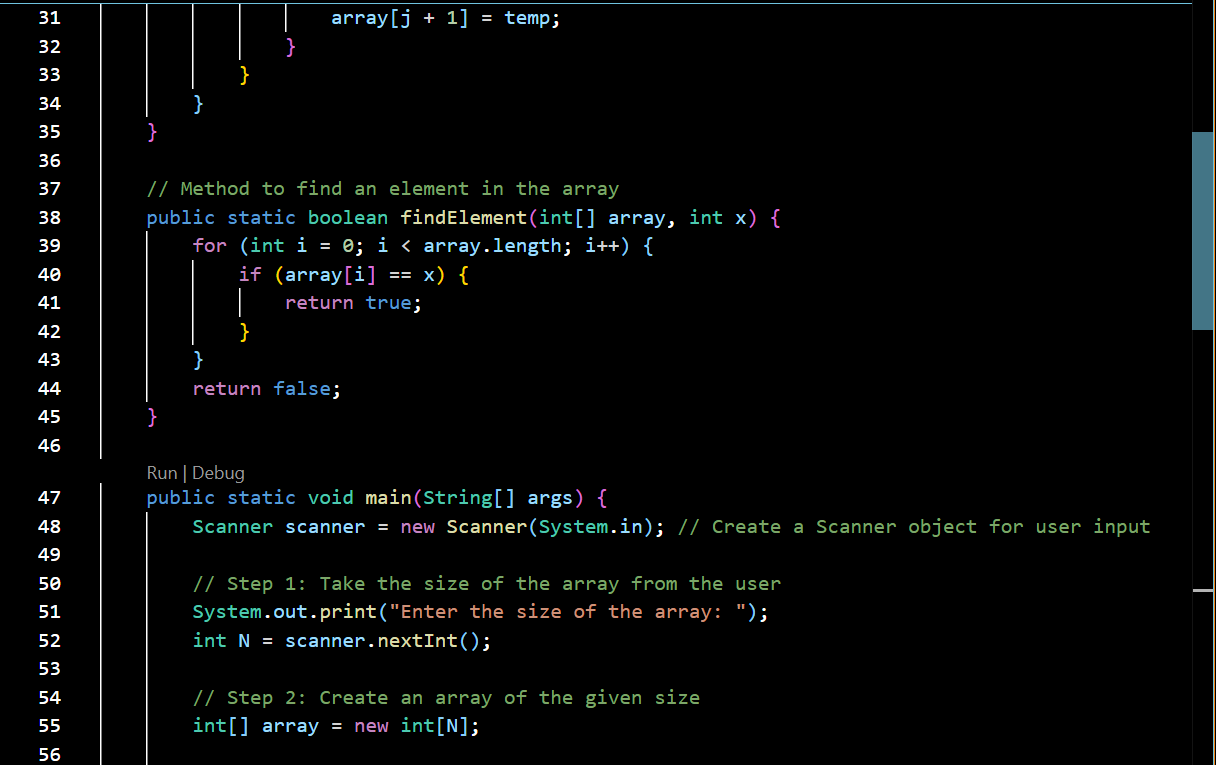 31                        array[j + 1] = temp;
32                    }
33                }
34            }
35        }
36
37        // Method to find an element in the array
38        public static boolean findElement(int[] array, int x) {
39            for (int i = 0; i < array.length; i++) {
40                if (array[i] == x) {
41                    return true;
42                }
43            }
44            return false;
45        }
46
Run | Debug
47        public static void main(String[] args) {
48            Scanner scanner = new Scanner(System.in); // Create a Scanner object for user input
49
50            // Step 1: Take the size of the array from the user
51            System.out.print("Enter the size of the array: ");
52            int N = scanner.nextInt();
53
54            // Step 2: Create an array of the given size
55            int[] array = new int[N];
56